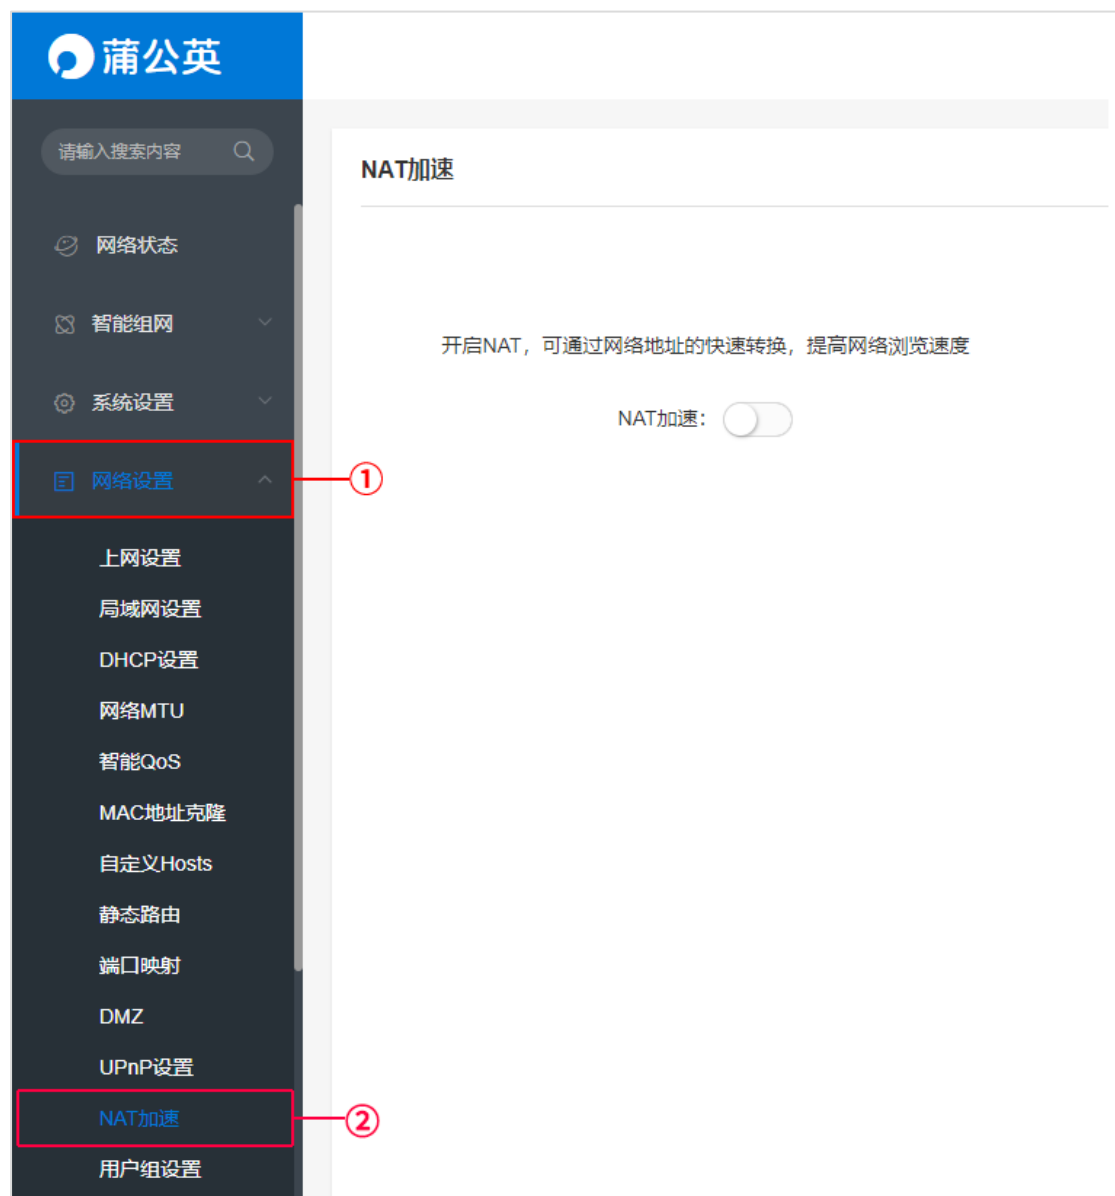 蒲公英
请输入搜索内容
网络状态
智能组网
系统设置
网络设置
①
上网设置
局域网设置
DHCP设置
网络MTU
智能QoS
MAC地址克隆
自定义Hosts
静态路由
端口映射
DMZ
UPnP设置
NAT加速
②
用户组设置
NAT加速
开启NAT，可通过网络地址的快速转换，提高网络浏览速度
NAT加速：